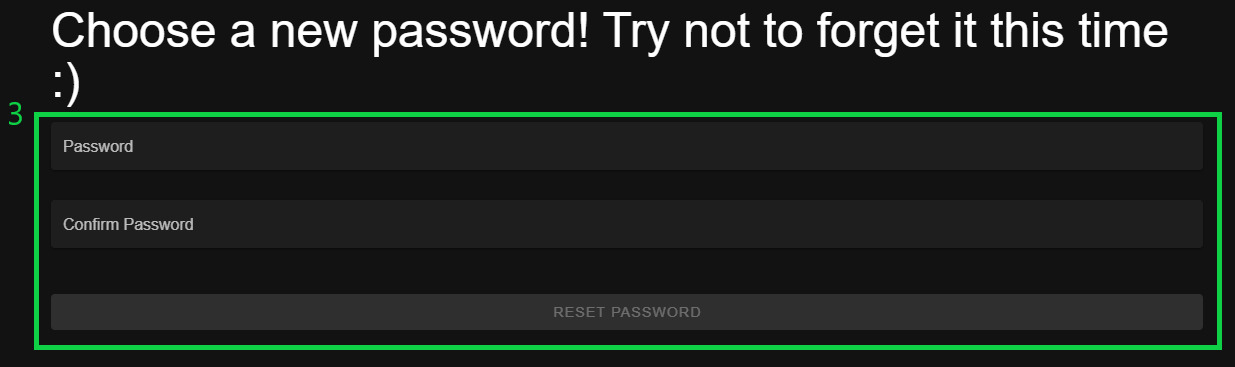 Choose a new password! Try not to forget it this time
:)
3
Password
Confirm Password
RESET PASSWORD